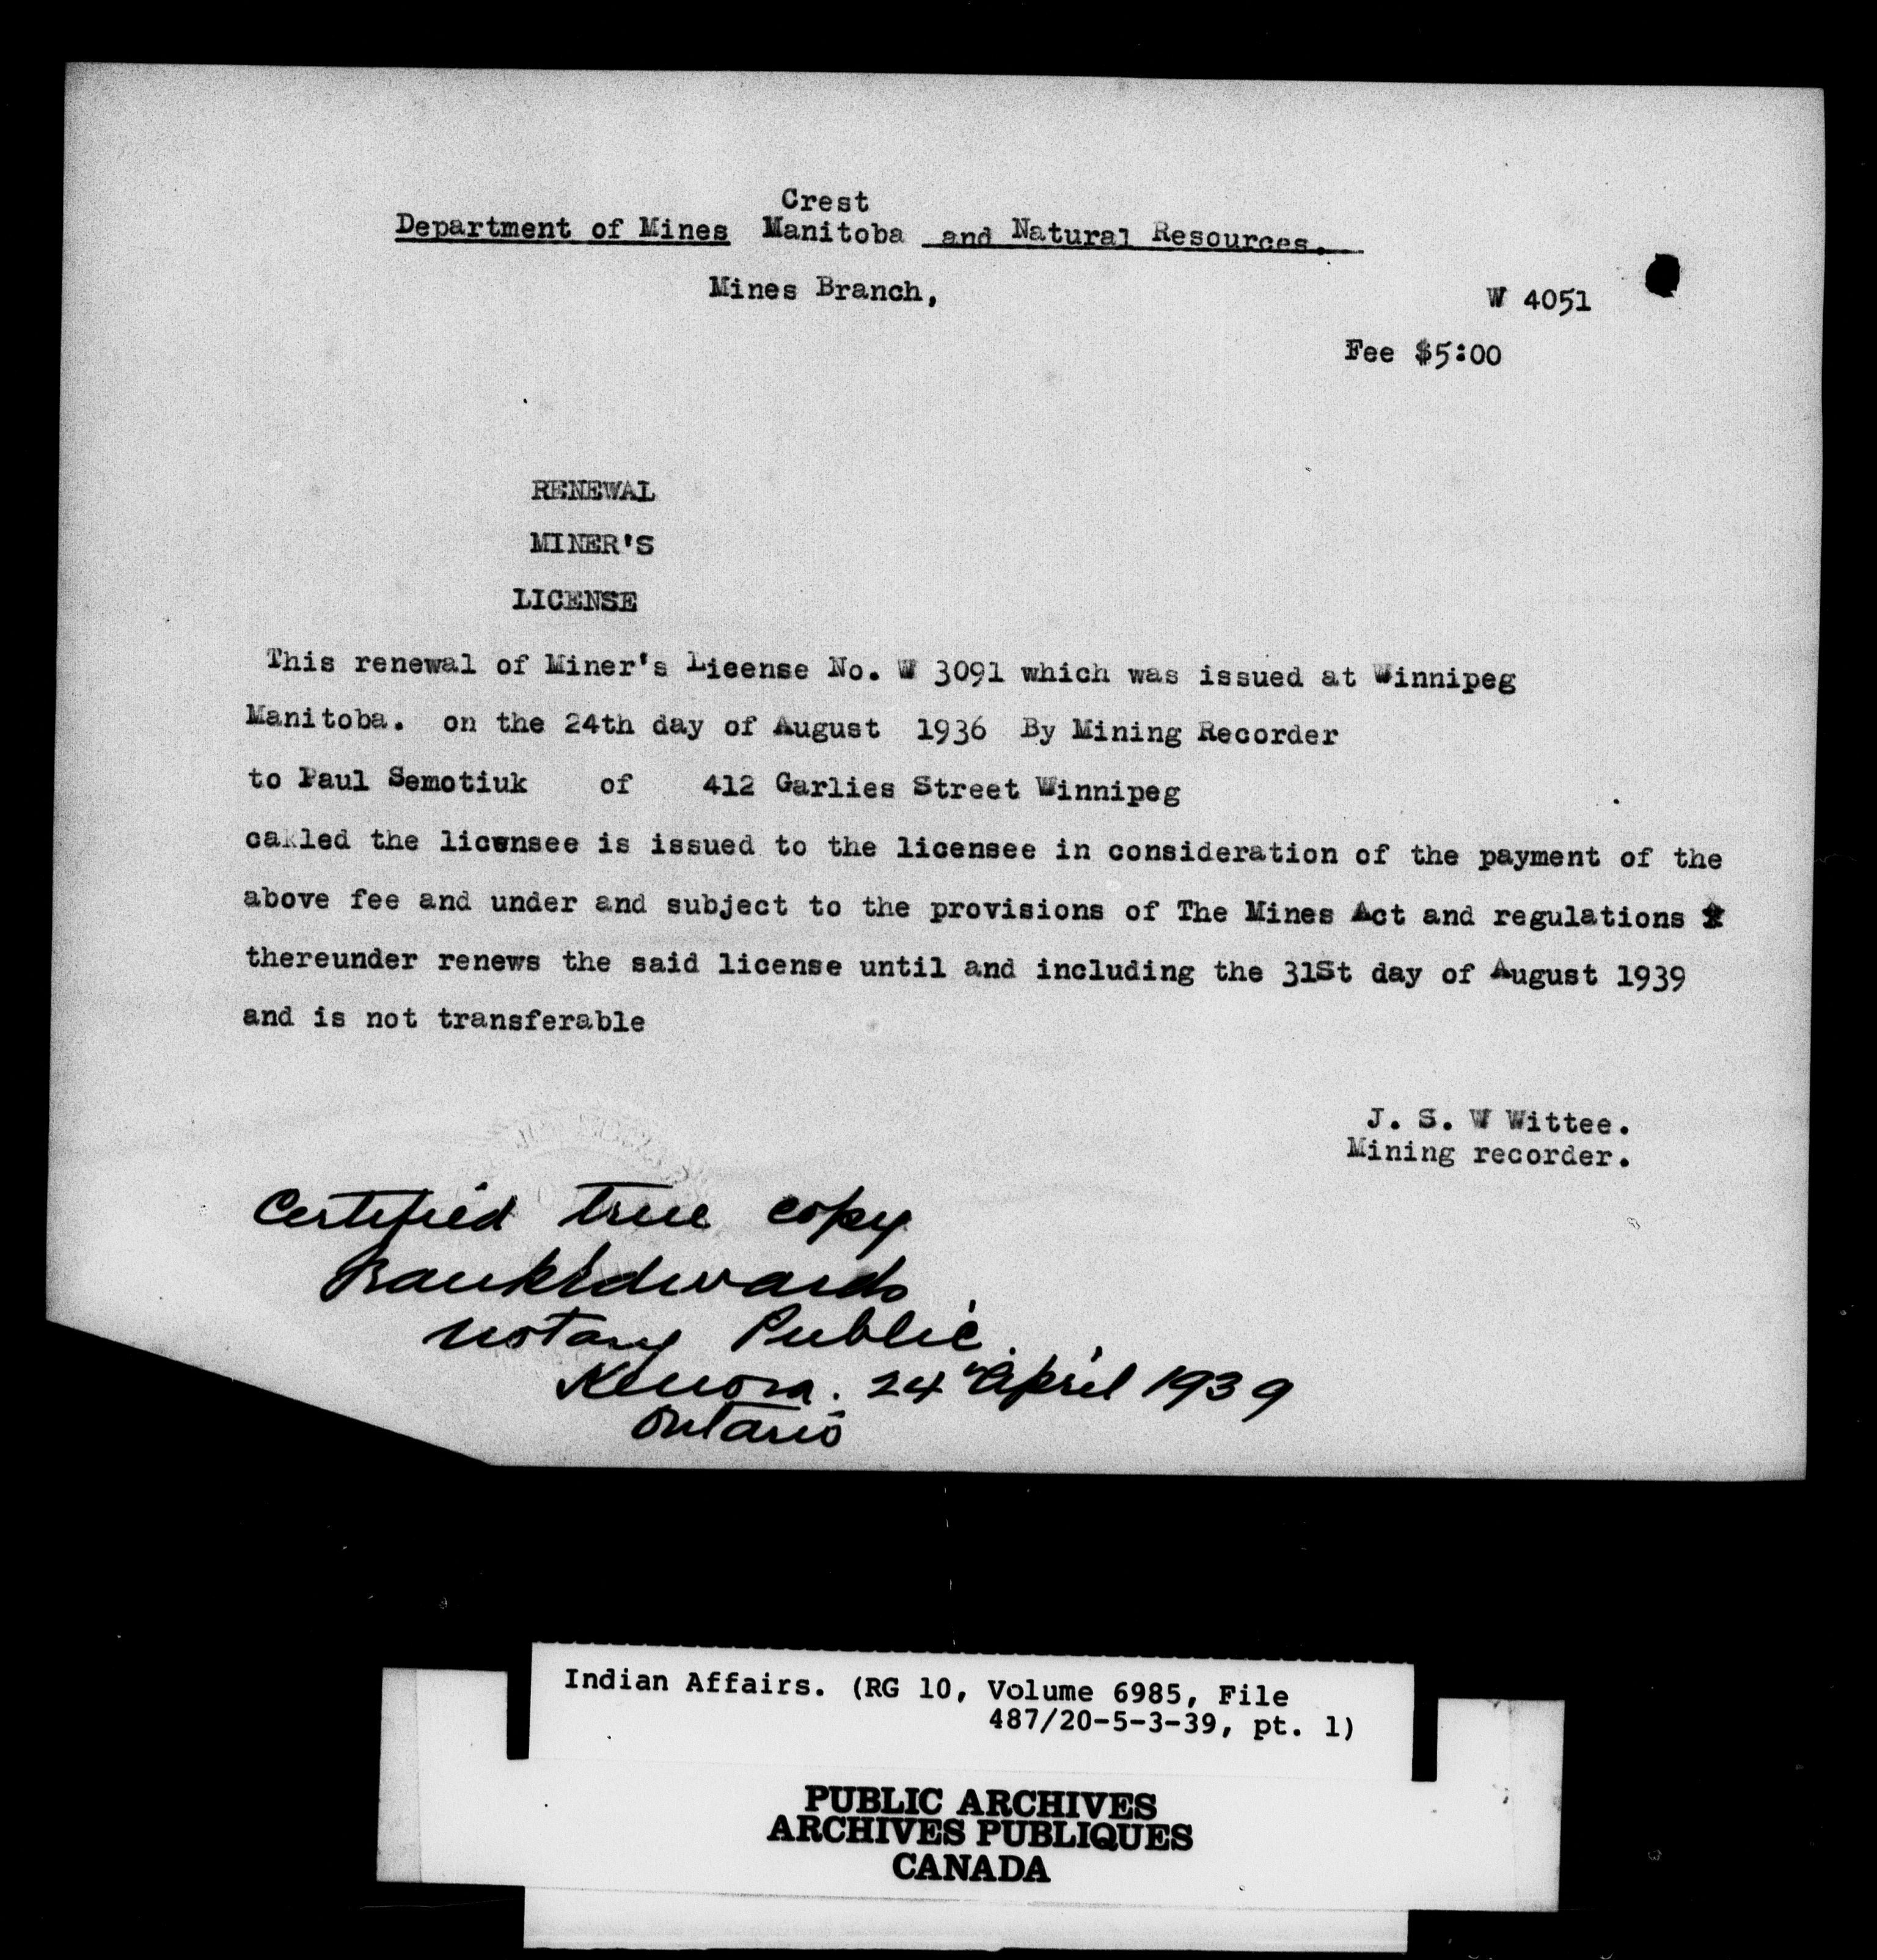 Crest
Department of Mines Manitoba and Natural Resources.
Mines Branch,
W 4051
Fee $5:00
RENEWAL
MINER'S
LICENSE
This renewal of Miner's Lieense No. W 3091 which was issued at Winnipeg
Manitoba. on the 24th day of August 1936 By Mining Recorder
to Paul Semotiuk of 412 Garlies Street Winnipeg
cakled the licensee is issued to the licensee in consideration of the payment of the
above fee and under and subject to the provisions of The Mines Act and regulations
thereunder renews the said license until and including the 31St day of August 1939
and is not transferable
J. S. W Wittee.
Mining recorder.
Certified true copy
Frank Edwards
Notary Public.
Kenora. 24th April 1939
Ontario
Indian Affairs. (RG 10, Volume 6985, File
487/20-5-3-39, pt. 1)
PUBLIC ARCHIVES
ARCHIVES PUBLIQUES
CANADA